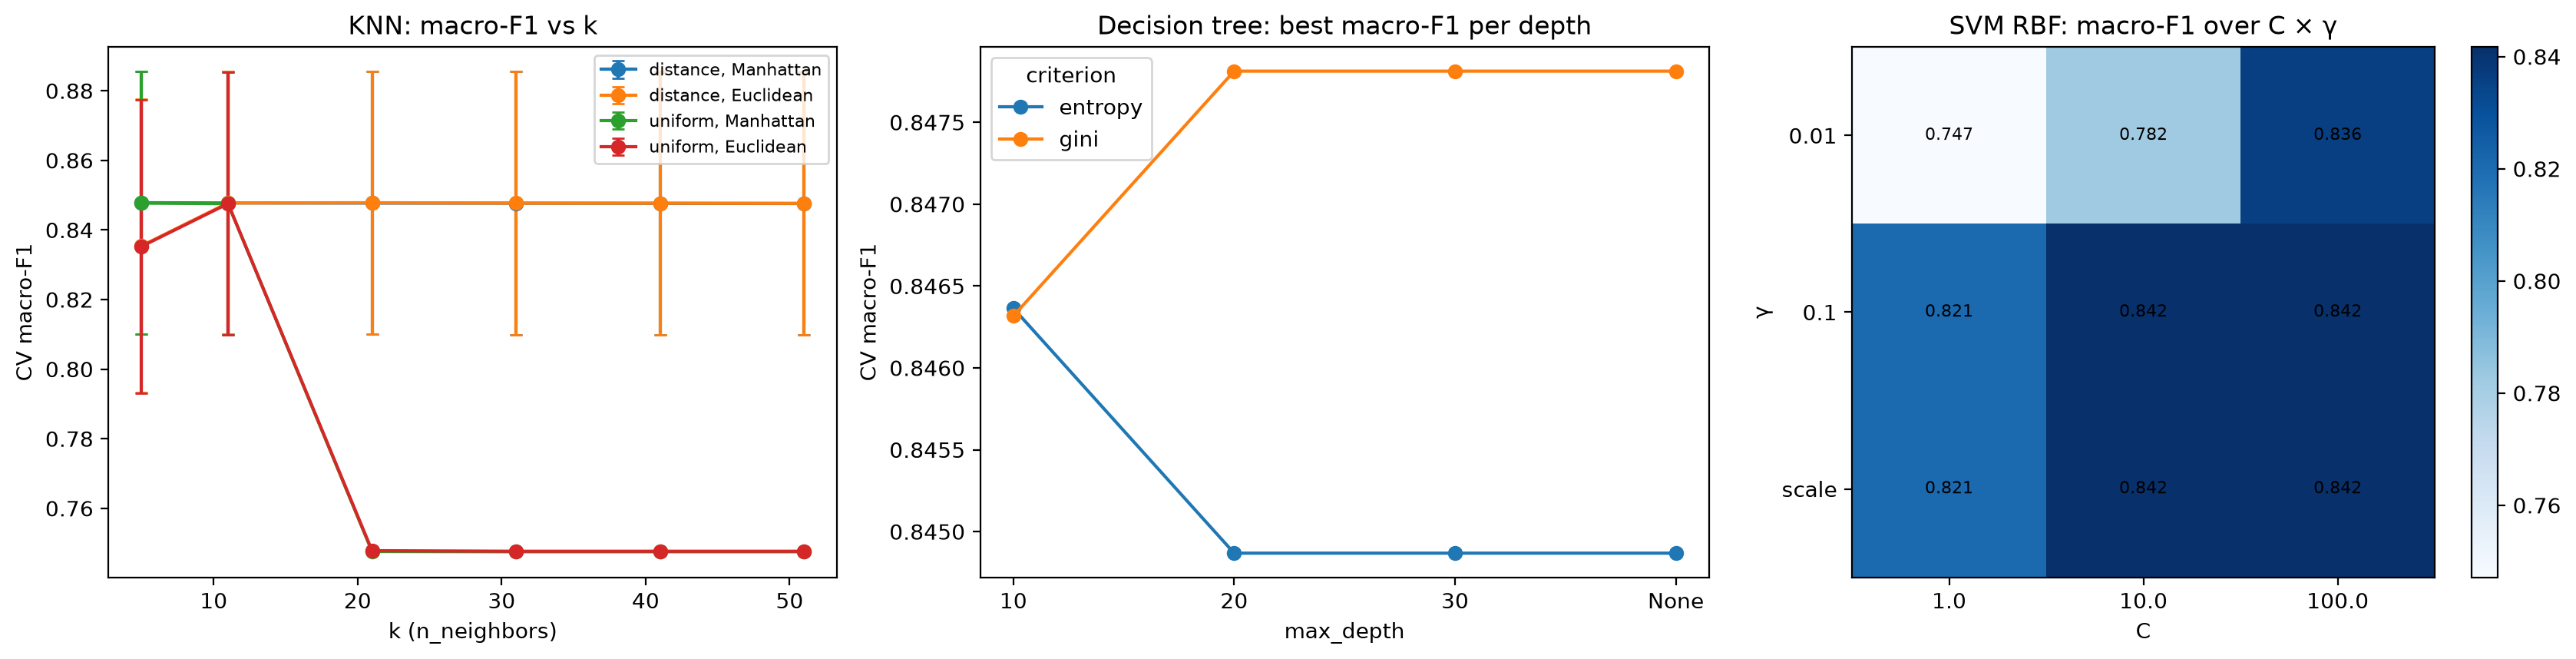 KNN: macro-F1 vs k
CV macro-F1
0.88
0.86
0.84
0.82
0.80
0.78
0.76
distance, Manhattan
distance, Euclidean
uniform, Manhattan
uniform, Euclidean
10 20 30 40 50
k (n_neighbors)
Decision tree: best macro-F1 per depth
CV macro-F1
0.8475
0.8470
0.8465
0.8460
0.8455
0.8450
criterion
entropy
gini
10 20 30 None
max_depth
SVM RBF: macro-F1 over C × γ
γ
0.01 0.747 0.782 0.836
0.1 0.821 0.842 0.842
scale 0.821 0.842 0.842
1.0 10.0 100.0
C
0.84
0.82
0.80
0.78
0.76